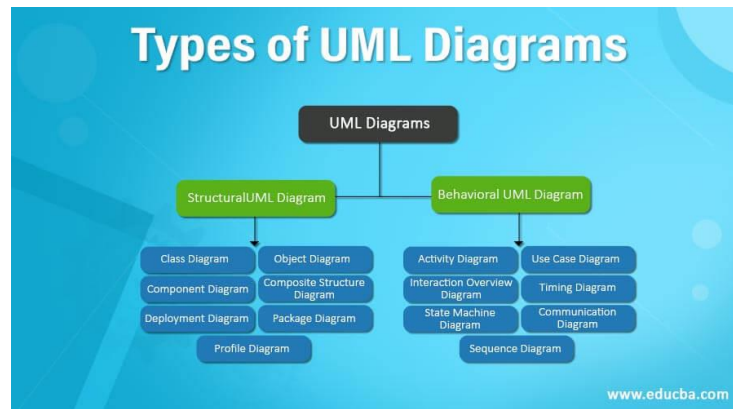 Types of UML Diagrams
UML Diagrams
StructuralUML Diagram
Behavioral UML Diagram
Class Diagram
Object Diagram
Component Diagram
Composite Structure
Diagram
Deployment Diagram
Package Diagram
Profile Diagram
Activity Diagram
Use Case Diagram
Interaction Overview
Diagram
Timing Diagram
State Machine
Diagram
Communication
Diagram
Sequence Diagram
www.educba.com